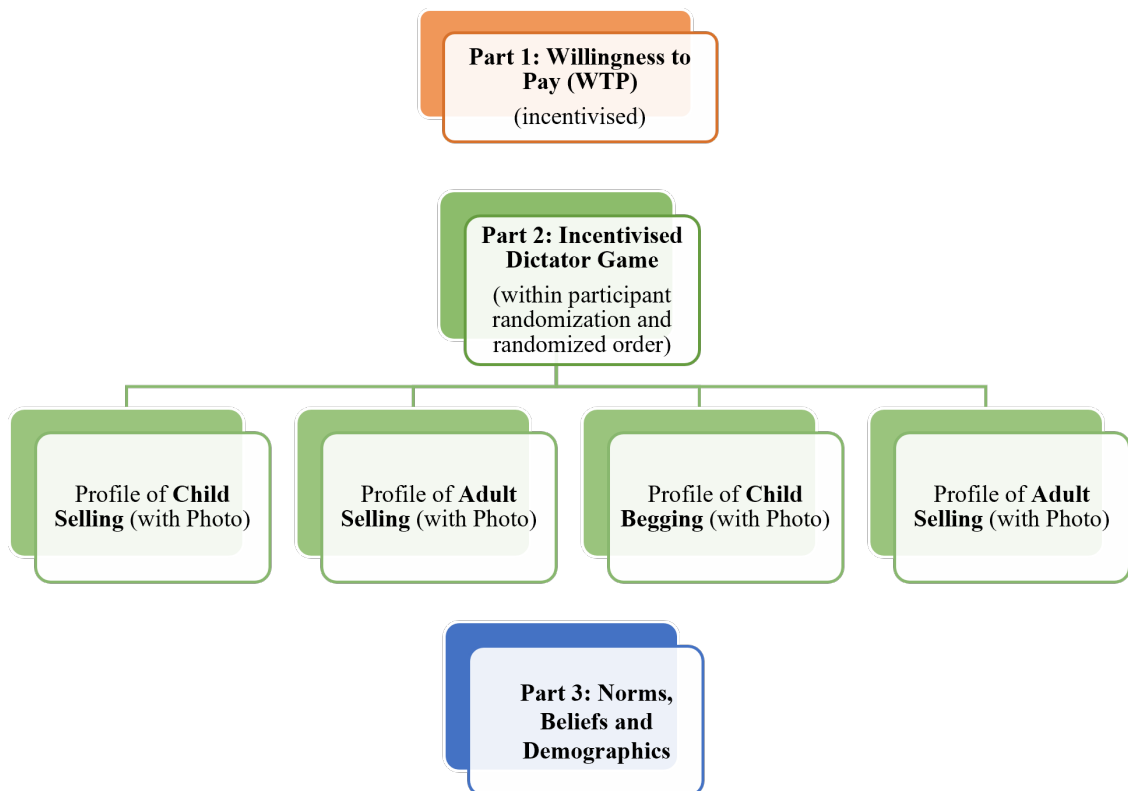 Part 1: Willingness to
Pay (WTP)
(incentivised)
Part 2: Incentivised
Dictator Game
(within participant
randomization and
randomized order)
Profile of Child
Selling (with Photo)
Profile of Adult
Selling (with Photo)
Profile of Child
Begging (with Photo)
Profile of Adult
Selling (with Photo)
Part 3: Norms,
Beliefs and
Demographics